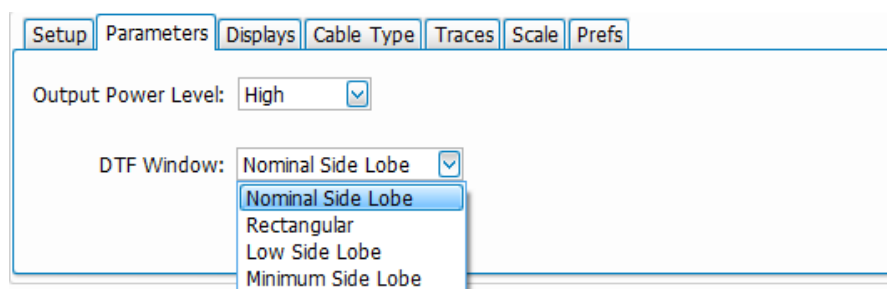 Setup Parameters Displays Cable Type Traces Scale Prefs
Output Power Level: High
DTF Window: Nominal Side Lobe
Nominal Side Lobe
Rectangular
Low Side Lobe
Minimum Side Lobe